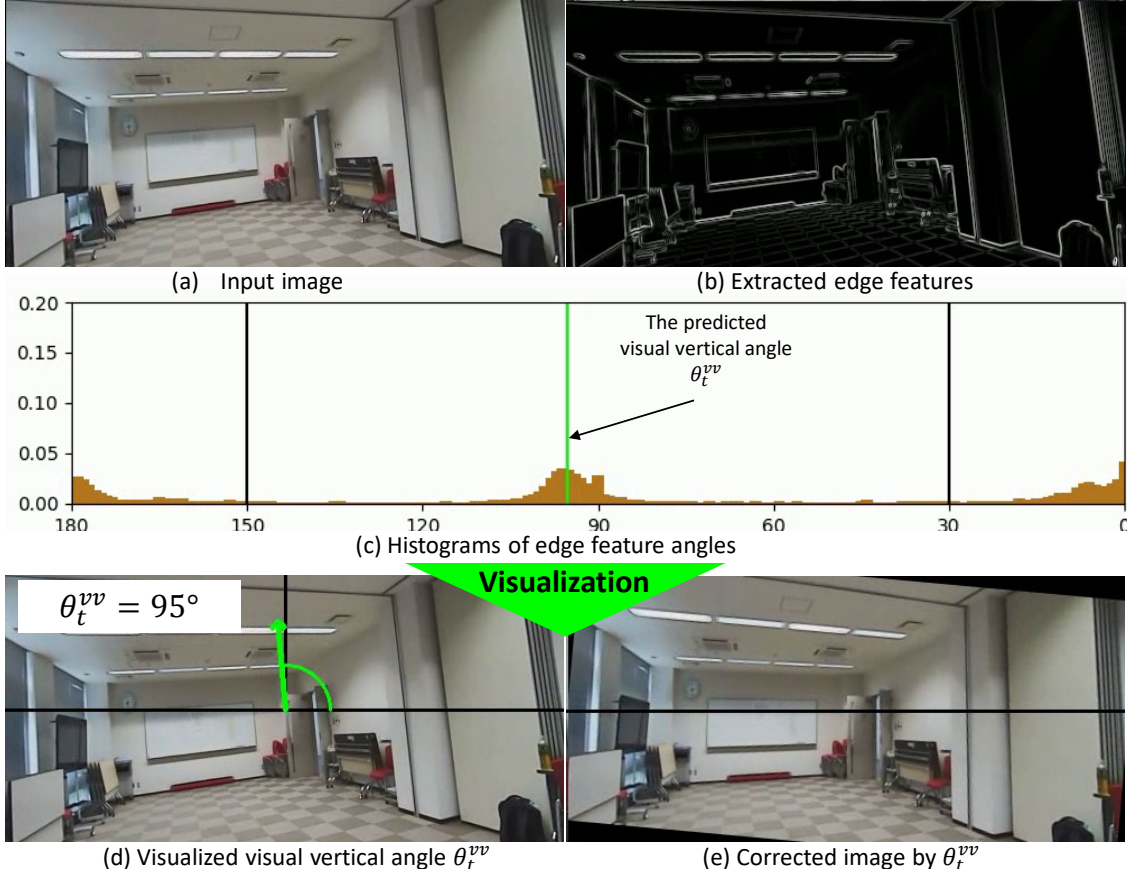 (a) Input image
(b) Extracted edge features
0.20
0.15
0.10
0.05
0.00
The predicted
visual vertical angle
θ_t^{vv}
180 150 120 90 60 30 0
(c) Histograms of edge feature angles
Visualization
θ_t^{vv} = 95°
(d) Visualized visual vertical angle θ_t^{vv}
(e) Corrected image by θ_t^{vv}